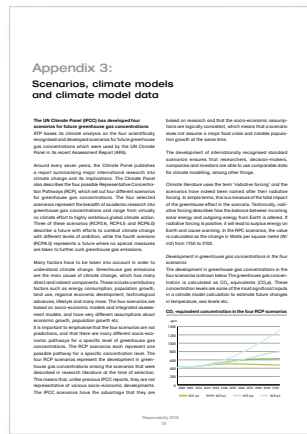 Appendix 3:
Scenarios, climate models
and climate model data
The UN Climate Panel (IPCC) has developed four
scenarios for future greenhouse gas concentrations
ATP bases its climate analysis on the four scientifically
recognised and developed scenarios for future greenhouse
gas concentrations which were used by the UN Climate
Panel in its recent Assessment Report (AR5).
Around every seven years, the Climate Panel publishes
a report summarising major international research into
climate change and its implications. The Climate Panel
also describes the four possible Representative Concentra-
tion Pathways (RCP), which set out four different scenarios
for greenhouse gas concentrations. The four selected
scenarios represent the breadth of academic research into
greenhouse gas concentrations and range from virtually
no climate effort to highly ambitious global climate action.
Three of these scenarios (RCP2.6, RCP4.5 and RCP6.0)
describe a future with efforts to combat climate change
with different levels of ambition, while the fourth scenario
(RCP8.5) represents a future where no special measures
are taken to further curb greenhouse gas emissions.
Many factors have to be taken into account in order to
understand climate change. Greenhouse gas emissions
are the main cause of climate change, which has many
direct and indirect components. These include contributory
factors such as energy consumption, population growth,
land use, regional economic development, technological
advances, lifestyle and many more. The four scenarios are
based on socio-economic models and integrated assess-
ment models, and have very different assumptions about
economic growth, population growth etc.
It is important to emphasise that the four scenarios are not
predictions, and that there are many different socio-eco-
nomic pathways for a specific level of greenhouse gas
concentrations. The RCP scenarios each represent one
possible pathway for a specific concentration level. The
four RCP scenarios represent the development in green-
house gas concentrations among the scenarios that were
described in research literature at the time of selection.
This means that, unlike previous IPCC reports, they are not
representative of various socio-economic developments.
The IPCC scenarios have the advantage that they are
based on research and that the socio-economic assump-
tions are logically consistent, which means that a scenario
does not assume a major food crisis and notable popula-
tion growth at the same time.
The development of internationally recognised standard
scenarios ensures that researchers, decision-makers,
companies and investors are able to use comparable data
for climate modelling, among other things.
Climate literature uses the term 'radiative forcing' and the
scenarios have indeed been named after their radiative
forcing. In simple terms, this is a measure of the total impact
of the greenhouse effect in the scenario. Technically, radi-
ative forcing describes how the balance between incoming
solar energy and outgoing energy from Earth is altered. If
radiative forcing is positive, it will lead to surplus energy on
Earth and cause warming. In the RCP scenarios, the value
is calculated as the change in Watts per square metre (W/
m2) from 1750 to 2100.
Development in greenhouse gas concentrations in the four
scenarios
The development in greenhouse gas concentrations in the
four scenarios is shown below. The greenhouse gas concen-
tration is calculated as CO₂ equivalents (CO₂e). These
concentration levels are some of the most significant inputs
in a climate model calculation to estimate future changes
in temperature, sea levels etc.
CO₂-equivalent concentration in the four RCP scenarios
ppm
1400
1200
1000
800
600
400
200
0
Responsibility 2018